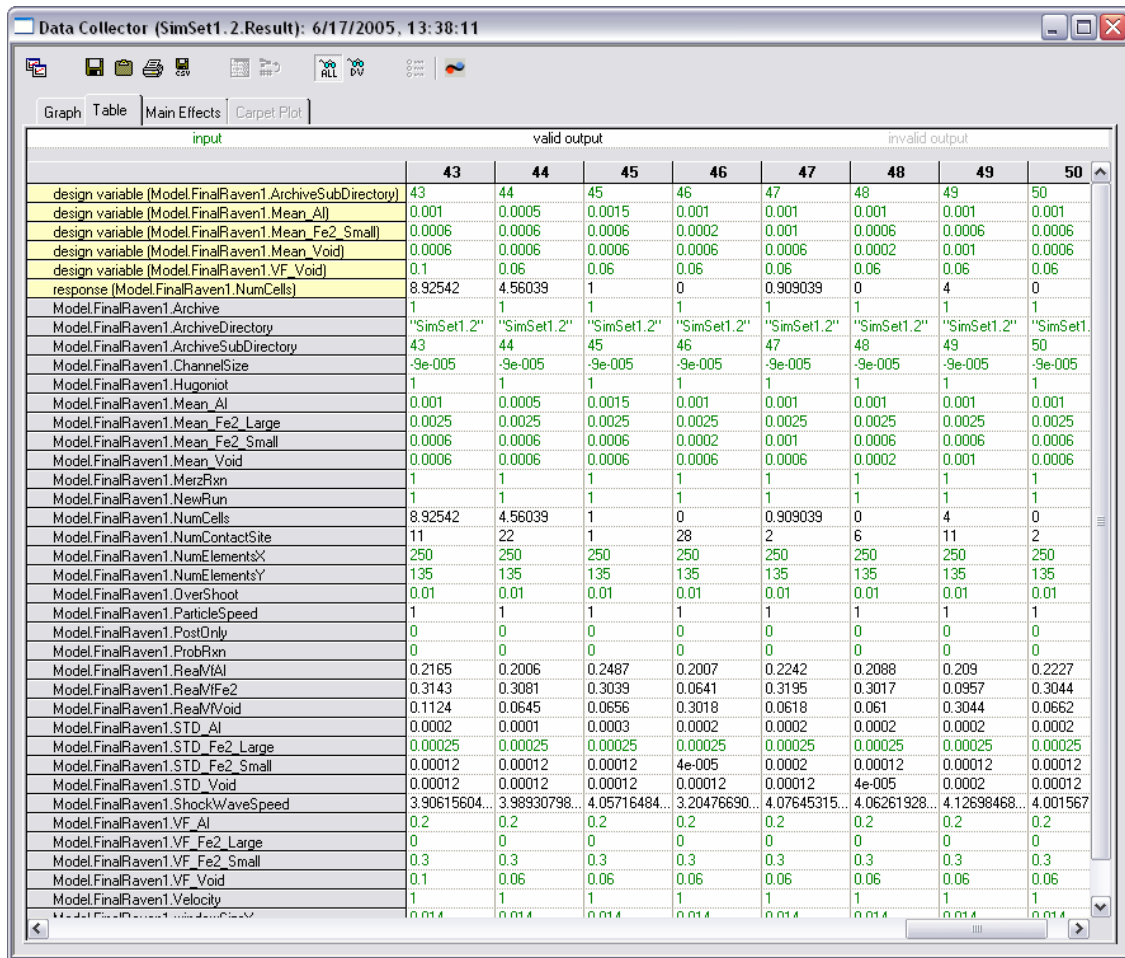 Data Collector (SimSet1.2.Result): 6/17/2005, 13:38:11
CSV ALL DV
Graph Table Main Effects Carpet Plot
input valid output invalid output
43 44 45 46 47 48 49 50
design variable (Model.FinalRaven1.ArchiveSubDirectory) 43 44 45 46 47 48 49 50
design variable (Model.FinalRaven1.Mean_Al) 0.001 0.0005 0.0015 0.001 0.001 0.001 0.001 0.001
design variable (Model.FinalRaven1.Mean_Fe2_Small) 0.0006 0.0006 0.0006 0.0002 0.001 0.0006 0.0006 0.0006
design variable (Model.FinalRaven1.Mean_Void) 0.0006 0.0006 0.0006 0.0006 0.0006 0.0002 0.001 0.0006
design variable (Model.FinalRaven1.VF_Void) 0.1 0.06 0.06 0.06 0.06 0.06 0.06 0.06
response (Model.FinalRaven1.NumCells) 8.92542 4.56039 1 0 0.909039 0 4 0
Model.FinalRaven1.Archive 1 1 1 1 1 1 1 1
Model.FinalRaven1.ArchiveDirectory "SimSet1.2" "SimSet1.2" "SimSet1.2" "SimSet1.2" "SimSet1.2" "SimSet1.2" "SimSet1.2" "SimSet1.
Model.FinalRaven1.ArchiveSubDirectory 43 44 45 46 47 48 49 50
Model.FinalRaven1.ChannelSize -9e-005 -9e-005 -9e-005 -9e-005 -9e-005 -9e-005 -9e-005 -9e-005
Model.FinalRaven1.Hugoniot 1 1 1 1 1 1 1 1
Model.FinalRaven1.Mean_Al 0.001 0.0005 0.0015 0.001 0.001 0.001 0.001 0.001
Model.FinalRaven1.Mean_Fe2_Large 0.0025 0.0025 0.0025 0.0025 0.0025 0.0025 0.0025 0.0025
Model.FinalRaven1.Mean_Fe2_Small 0.0006 0.0006 0.0006 0.0002 0.001 0.0006 0.0006 0.0006
Model.FinalRaven1.Mean_Void 0.0006 0.0006 0.0006 0.0006 0.0006 0.0002 0.001 0.0006
Model.FinalRaven1.MerzRxn 1 1 1 1 1 1 1 1
Model.FinalRaven1.NewRun 1 1 1 1 1 1 1 1
Model.FinalRaven1.NumCells 8.92542 4.56039 1 0 0.909039 0 4 0
Model.FinalRaven1.NumContactSite 11 22 1 28 2 6 11 2
Model.FinalRaven1.NumElementsX 250 250 250 250 250 250 250 250
Model.FinalRaven1.NumElementsY 135 135 135 135 135 135 135 135
Model.FinalRaven1.OverShoot 0.01 0.01 0.01 0.01 0.01 0.01 0.01 0.01
Model.FinalRaven1.ParticleSpeed 1 1 1 1 1 1 1 1
Model.FinalRaven1.PostOnly 0 0 0 0 0 0 0 0
Model.FinalRaven1.ProbRxn 0 0 0 0 0 0 0 0
Model.FinalRaven1.RealVfAl 0.2165 0.2006 0.2487 0.2007 0.2242 0.2088 0.209 0.2227
Model.FinalRaven1.RealVfFe2 0.3143 0.3081 0.3039 0.0641 0.3195 0.3017 0.0957 0.3044
Model.FinalRaven1.RealVfVoid 0.1124 0.0645 0.0656 0.3018 0.0618 0.061 0.3044 0.0662
Model.FinalRaven1.STD_Al 0.0002 0.0001 0.0003 0.0002 0.0002 0.0002 0.0002 0.0002
Model.FinalRaven1.STD_Fe2_Large 0.00025 0.00025 0.00025 0.00025 0.00025 0.00025 0.00025 0.00025
Model.FinalRaven1.STD_Fe2_Small 0.00012 0.00012 0.00012 4e-005 0.0002 0.00012 0.00012 0.00012
Model.FinalRaven1.STD_Void 0.00012 0.00012 0.00012 0.00012 0.00012 4e-005 0.0002 0.00012
Model.FinalRaven1.ShockWaveSpeed 3.90615604... 3.98930798... 4.05716484... 3.20476690... 4.07645315... 4.06261928... 4.12698468... 4.001567
Model.FinalRaven1.VF_Al 0.2 0.2 0.2 0.2 0.2 0.2 0.2 0.2
Model.FinalRaven1.VF_Fe2_Large 0 0 0 0 0 0 0 0
Model.FinalRaven1.VF_Fe2_Small 0.3 0.3 0.3 0.3 0.3 0.3 0.3 0.3
Model.FinalRaven1.VF_Void 0.1 0.06 0.06 0.06 0.06 0.06 0.06 0.06
Model.FinalRaven1.Velocity 1 1 1 1 1 1 1 1
0.014 0.014 0.014 0.014 0.014 0.014 0.014 0.014